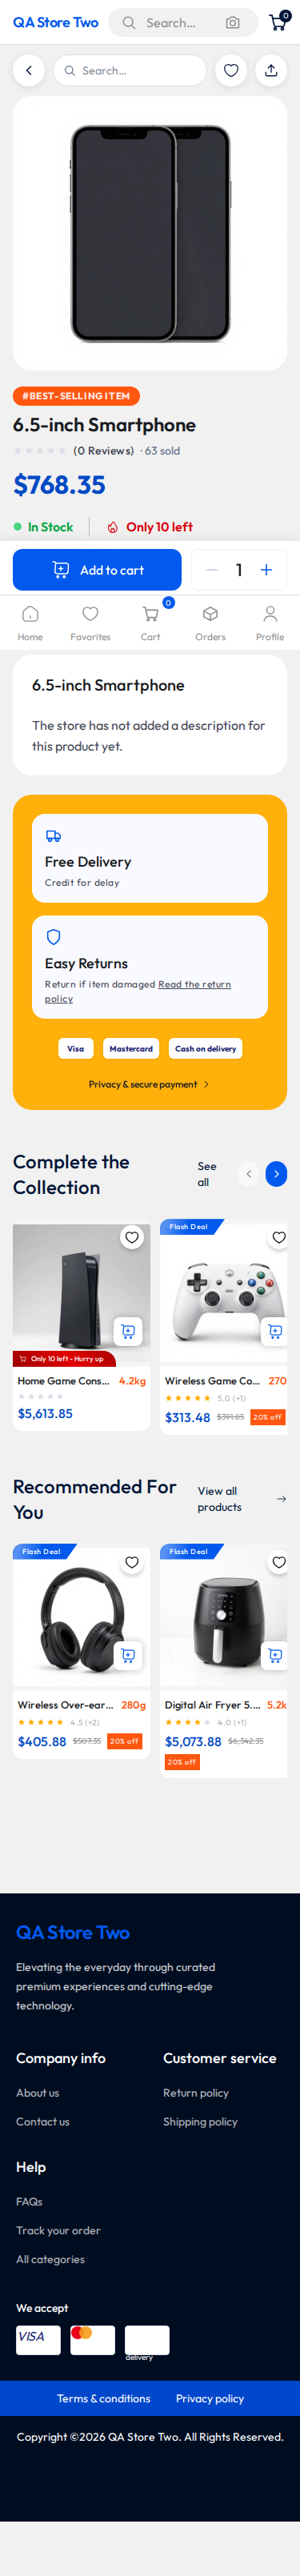 QA Store Two
Search...
0
Search...
#BEST-SELLING ITEM
6.5-inch Smartphone
(0 Reviews) · 63 sold
$768.35
In Stock
Only 10 left
Add to cart
1
0
Home
Favorites
Cart
Orders
Profile
6.5-inch Smartphone
The store has not added a description for
this product yet.
Free Delivery
Credit for delay
Easy Returns
Return if item damaged Read the return
policy
Visa
Mastercard
Cash on delivery
Privacy & secure payment
Complete the
Collection
See
all
Only 10 left - Hurry up
Home Game Cons... 4.2kg
$5,613.85
Flash Deal
Wireless Game Co... 270
5.0 (+1)
$313.48 $391.85 20% off
Recommended For
You
View all
products
Flash Deal
Wireless Over-ear... 280g
4.5 (+2)
$405.88 $507.35 20% off
Flash Deal
Digital Air Fryer 5.... 5.2k
4.0 (+1)
$5,073.88 $6,342.35
20% off
QA Store Two
Elevating the everyday through curated
premium experiences and cutting-edge
technology.
Company info
About us
Contact us
Customer service
Return policy
Shipping policy
Help
FAQs
Track your order
All categories
We accept
VISA
delivery
Terms & conditions
Privacy policy
Copyright ©2026 QA Store Two. All Rights Reserved.